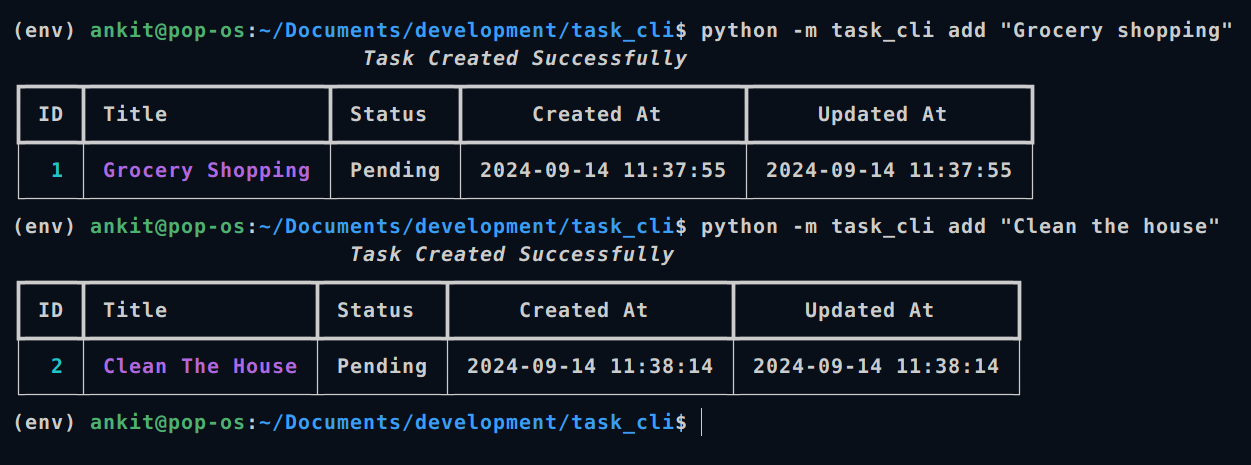 (env) ankit@pop-os:~/Documents/development/task_cli$ python -m task_cli add "Grocery shopping"
Task Created Successfully
ID Title Status Created At Updated At
1 Grocery Shopping Pending 2024-09-14 11:37:55 2024-09-14 11:37:55
(env) ankit@pop-os:~/Documents/development/task_cli$ python -m task_cli add "Clean the house"
Task Created Successfully
ID Title Status Created At Updated At
2 Clean The House Pending 2024-09-14 11:38:14 2024-09-14 11:38:14
(env) ankit@pop-os:~/Documents/development/task_cli$